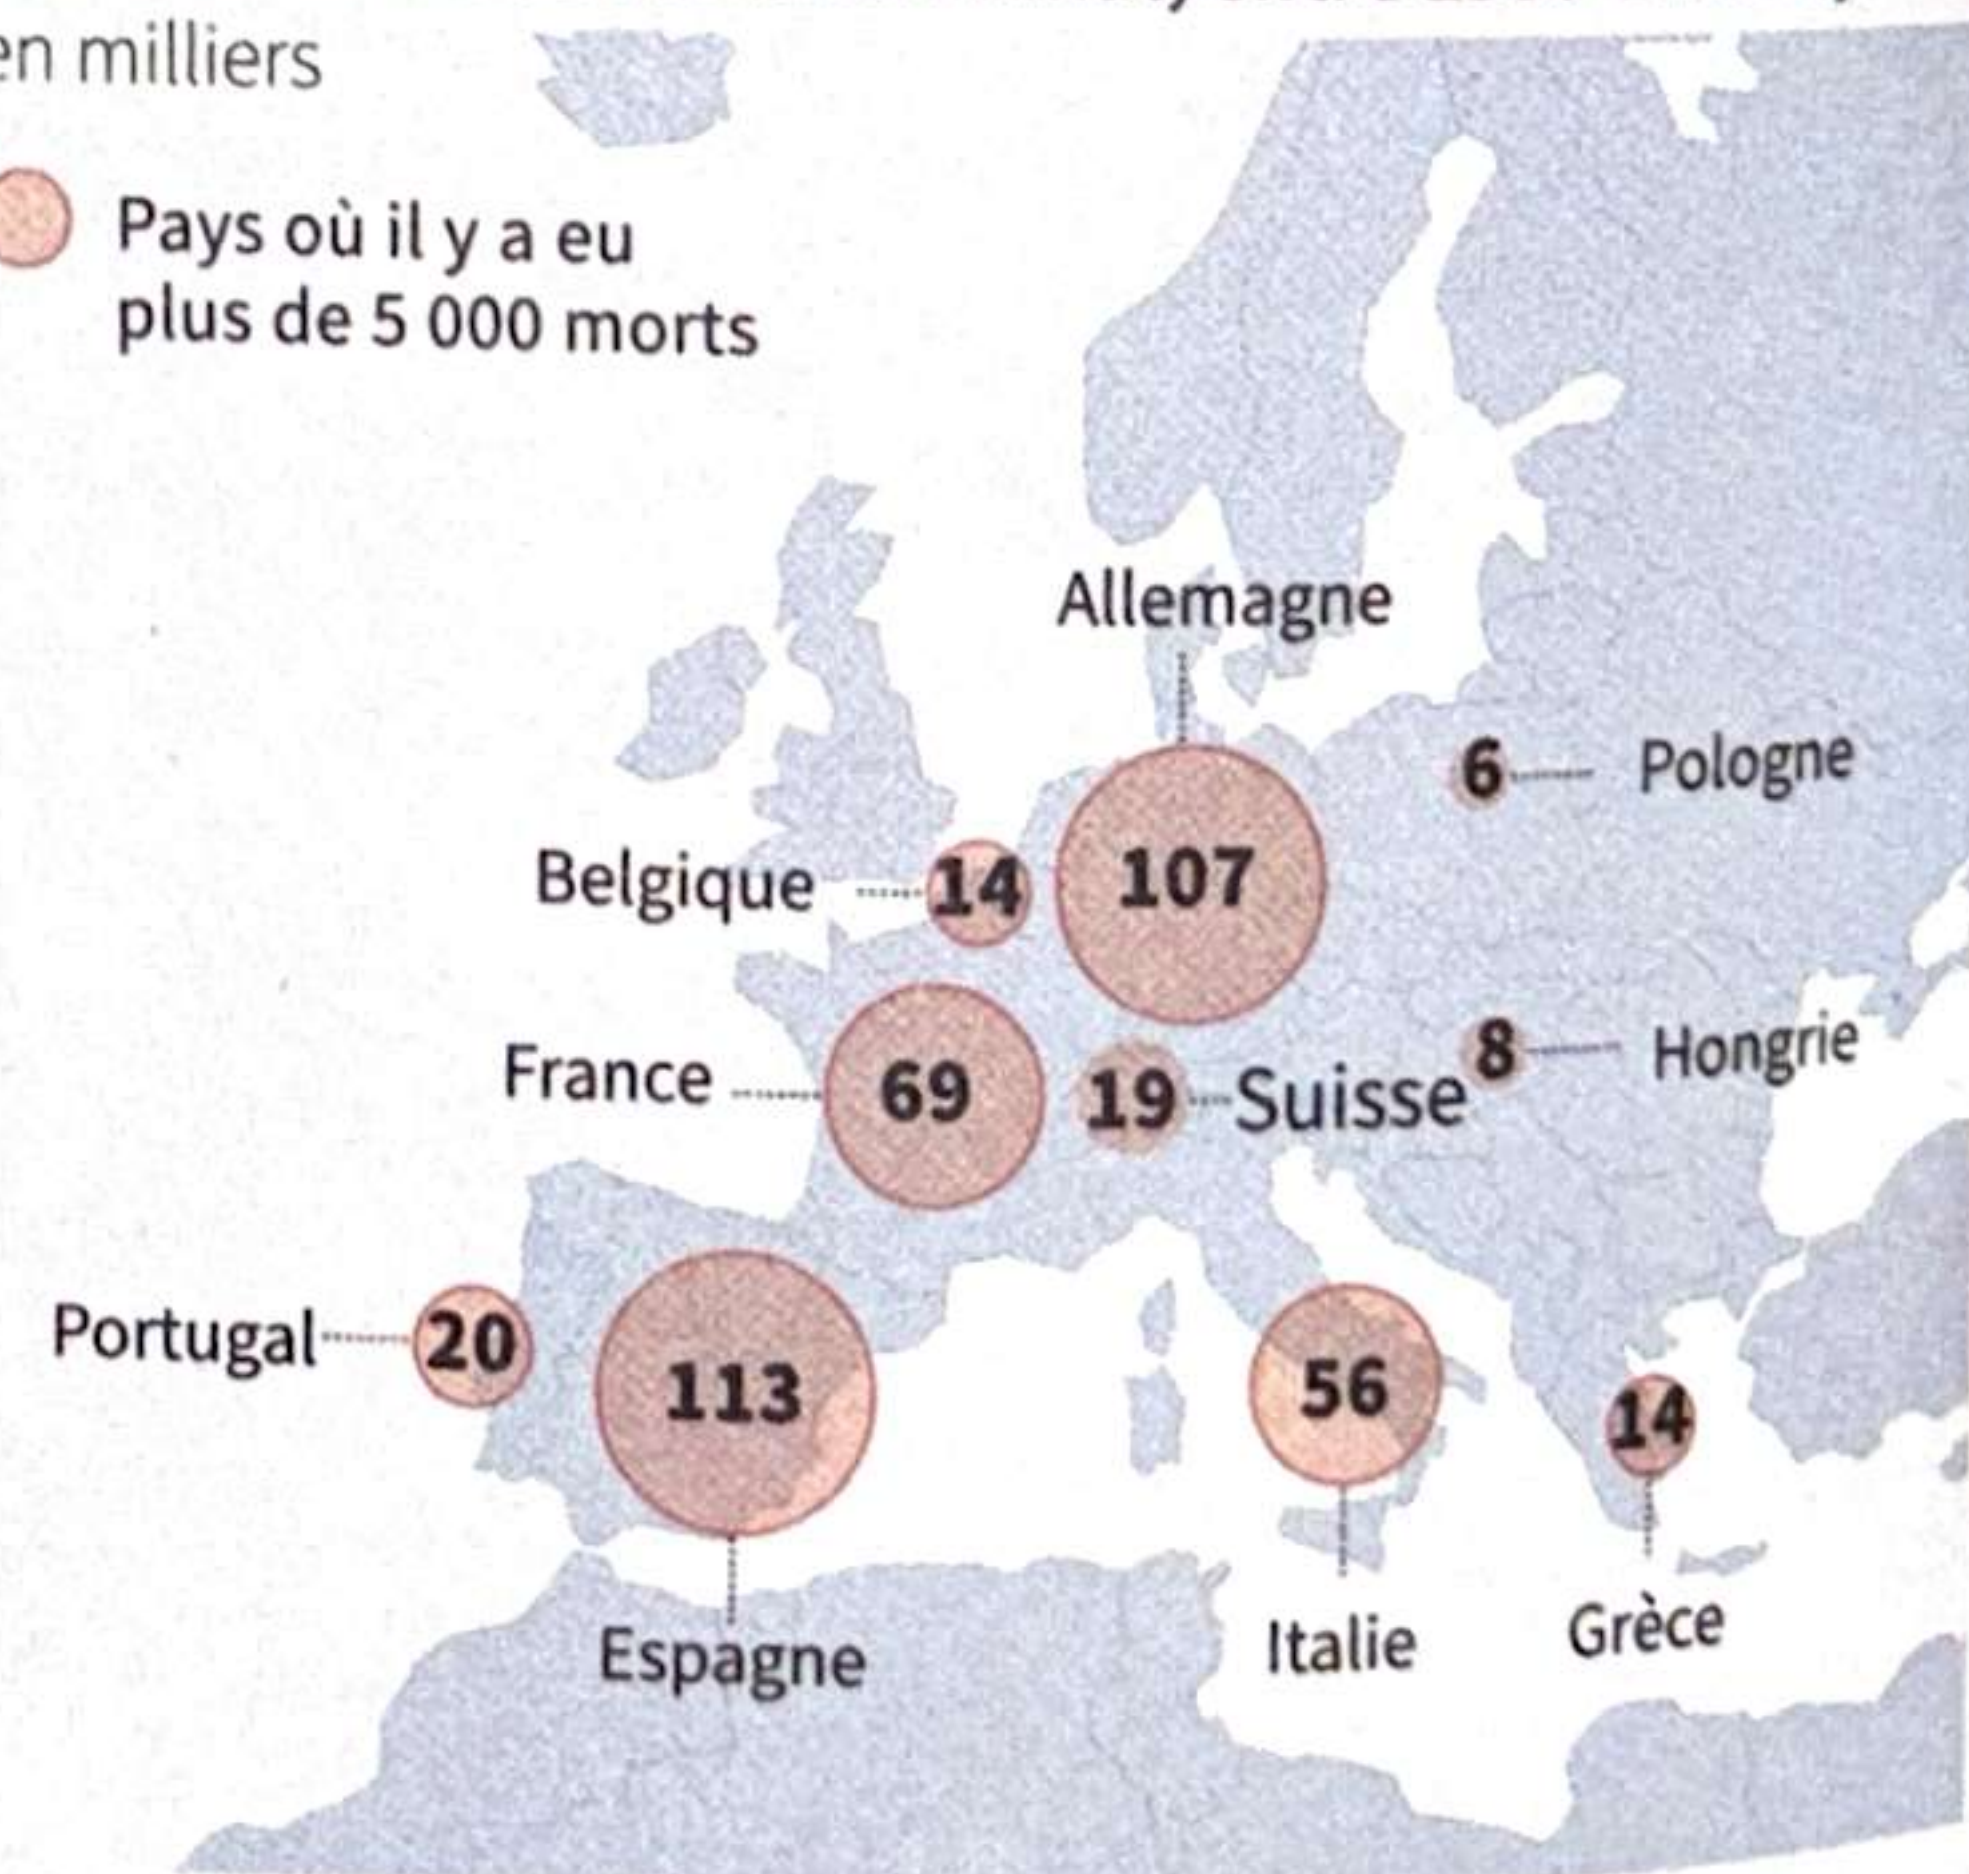 en milliers
Pays où il y a eu
plus de 5 000 morts
Allemagne
6 Pologne
107
Belgique 14
8 Hongrie
France 69
19 Suisse
Portugal 20
113
56
14
Espagne
Italie
Grèce